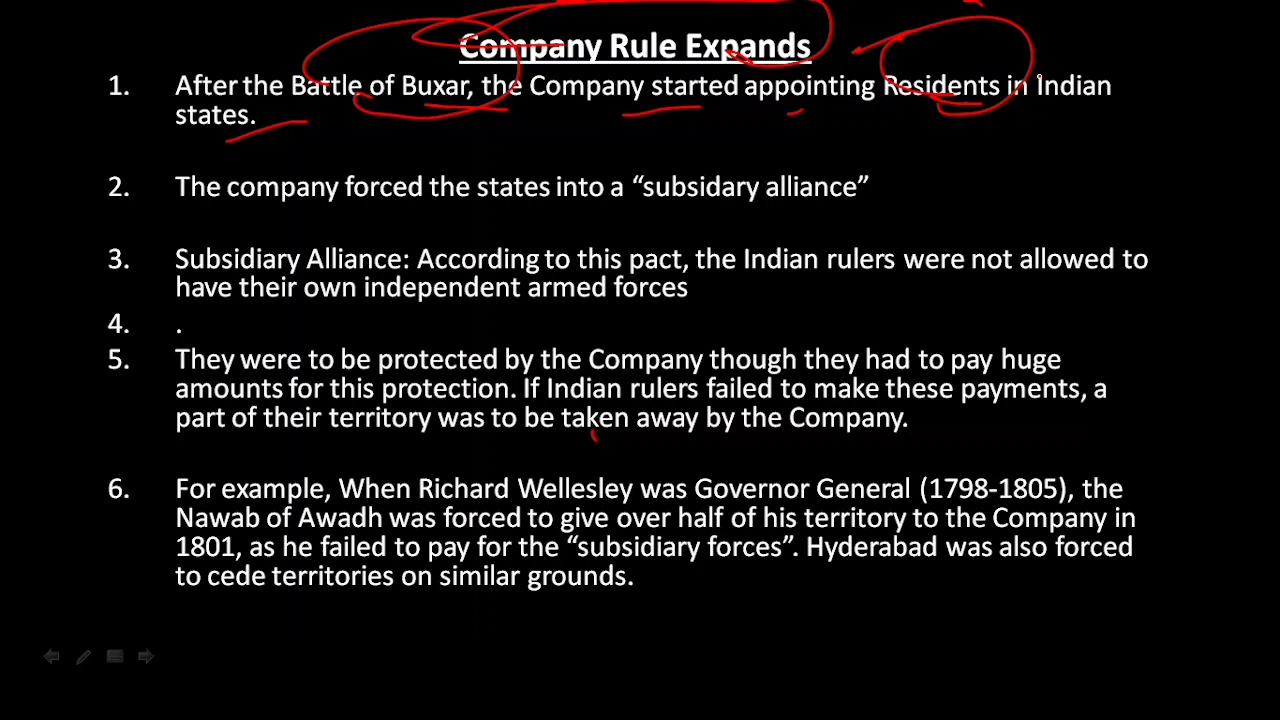 Company Rule Expands
1. After the Battle of Buxar, the Company started appointing Residents in Indian
states.
2. The company forced the states into a “subsidary alliance”
3. Subsidiary Alliance: According to this pact, the Indian rulers were not allowed to
have their own independent armed forces
4. .
5. They were to be protected by the Company though they had to pay huge
amounts for this protection. If Indian rulers failed to make these payments, a
part of their territory was to be taken away by the Company.
6. For example, When Richard Wellesley was Governor General (1798-1805), the
Nawab of Awadh was forced to give over half of his territory to the Company in
1801, as he failed to pay for the “subsidiary forces”. Hyderabad was also forced
to cede territories on similar grounds.